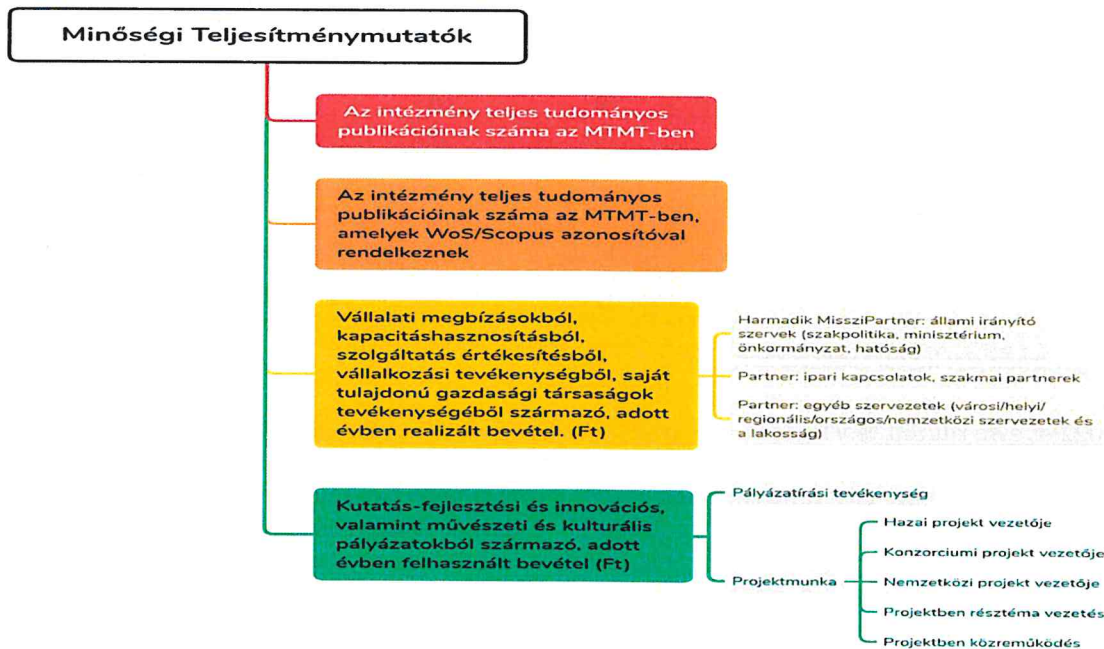 Minőségi Teljesítménymutatók
Az intézmény teljes tudományos
publikációinak száma az MTMT-ben
Az intézmény teljes tudományos
publikációinak száma az MTMT-ben,
amelyek WoS/Scopus azonosítóval
rendelkeznek
Vállalati megbízásokból,
kapacitáshasznosításból,
szolgáltatás értékesítésből,
vállalkozási tevékenységből, saját
tulajdonú gazdasági társaságok
tevékenységéből származó, adott
évben realizált bevétel. (Ft)
Harmadik MissziPartner: állami irányító
szervek (szakpolitika, minisztérium,
önkormányzat, hatóság)
Partner: ipari kapcsolatok, szakmai partnerek
Partner: egyéb szervezetek (városi/helyi/
regionális/országos/nemzetközi szervezetek és
a lakosság)
Kutatás-fejlesztési és innovációs,
valamint művészeti és kulturális
pályázatokból származó, adott
évben felhasznált bevétel (Ft)
Pályázatírási tevékenység
Projektmunka
Hazai projekt vezetője
Konzorciumi projekt vezetője
Nemzetközi projekt vezetője
Projektben résztéma vezetés
Projektben közreműködés